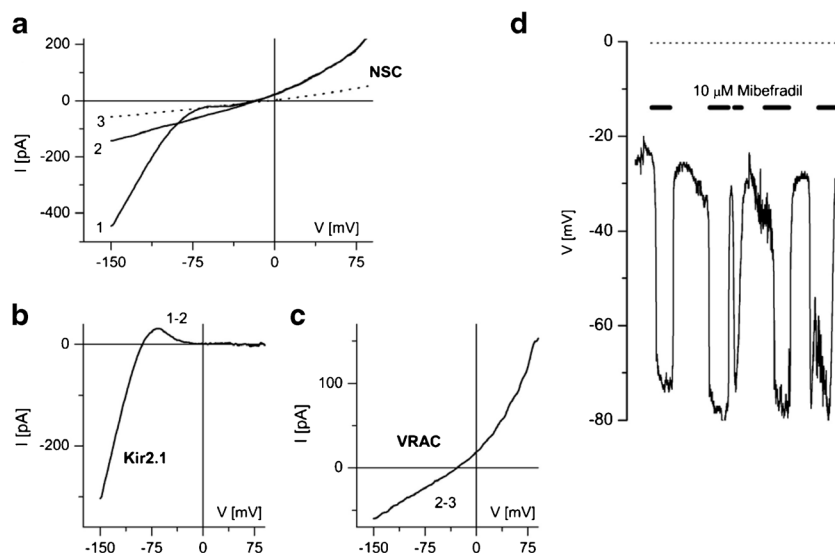 a
200
0
-200
-400
I [pA]
NSC
3
2
1
V [mV]
-150
-75
0
75
b
0
-200
I [pA]
1-2
Kir2.1
V [mV]
-150
-75
0
75
c
100
0
I [pA]
VRAC
2-3
V [mV]
-150
-75
0
75
d
0
-20
-40
-60
-80
V [mV]
10 μM Mibefradil